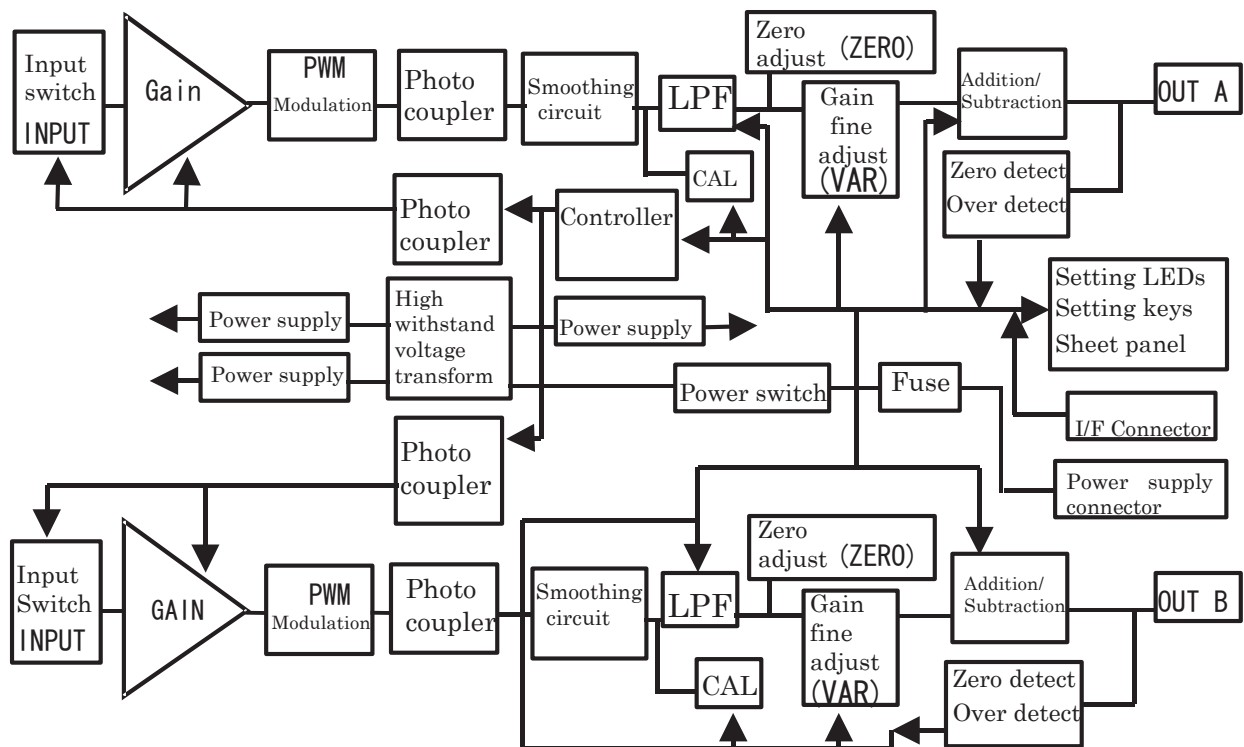 Input
switch
INPUT
Gain
PWM
Modulation
Photo
coupler
Smoothing
circuit
LPF
Zero
adjust (ZERO)
Gain
fine
adjust
(VAR)
Addition/
Subtraction
OUT A
CAL
Zero detect
Over detect
Photo
coupler
Controller
Setting LEDs
Setting keys
Sheet panel
Power supply
High
withstand
voltage
transform
Power supply
Power supply
Power switch
Fuse
I/F Connector
Photo
coupler
Power supply
connector
Input
Switch
INPUT
GAIN
PWM
Modulation
Photo
coupler
Smoothing
circuit
LPF
Zero
adjust (ZERO)
Gain
fine
adjust
(VAR)
Addition/
Subtraction
OUT B
CAL
Zero detect
Over detect